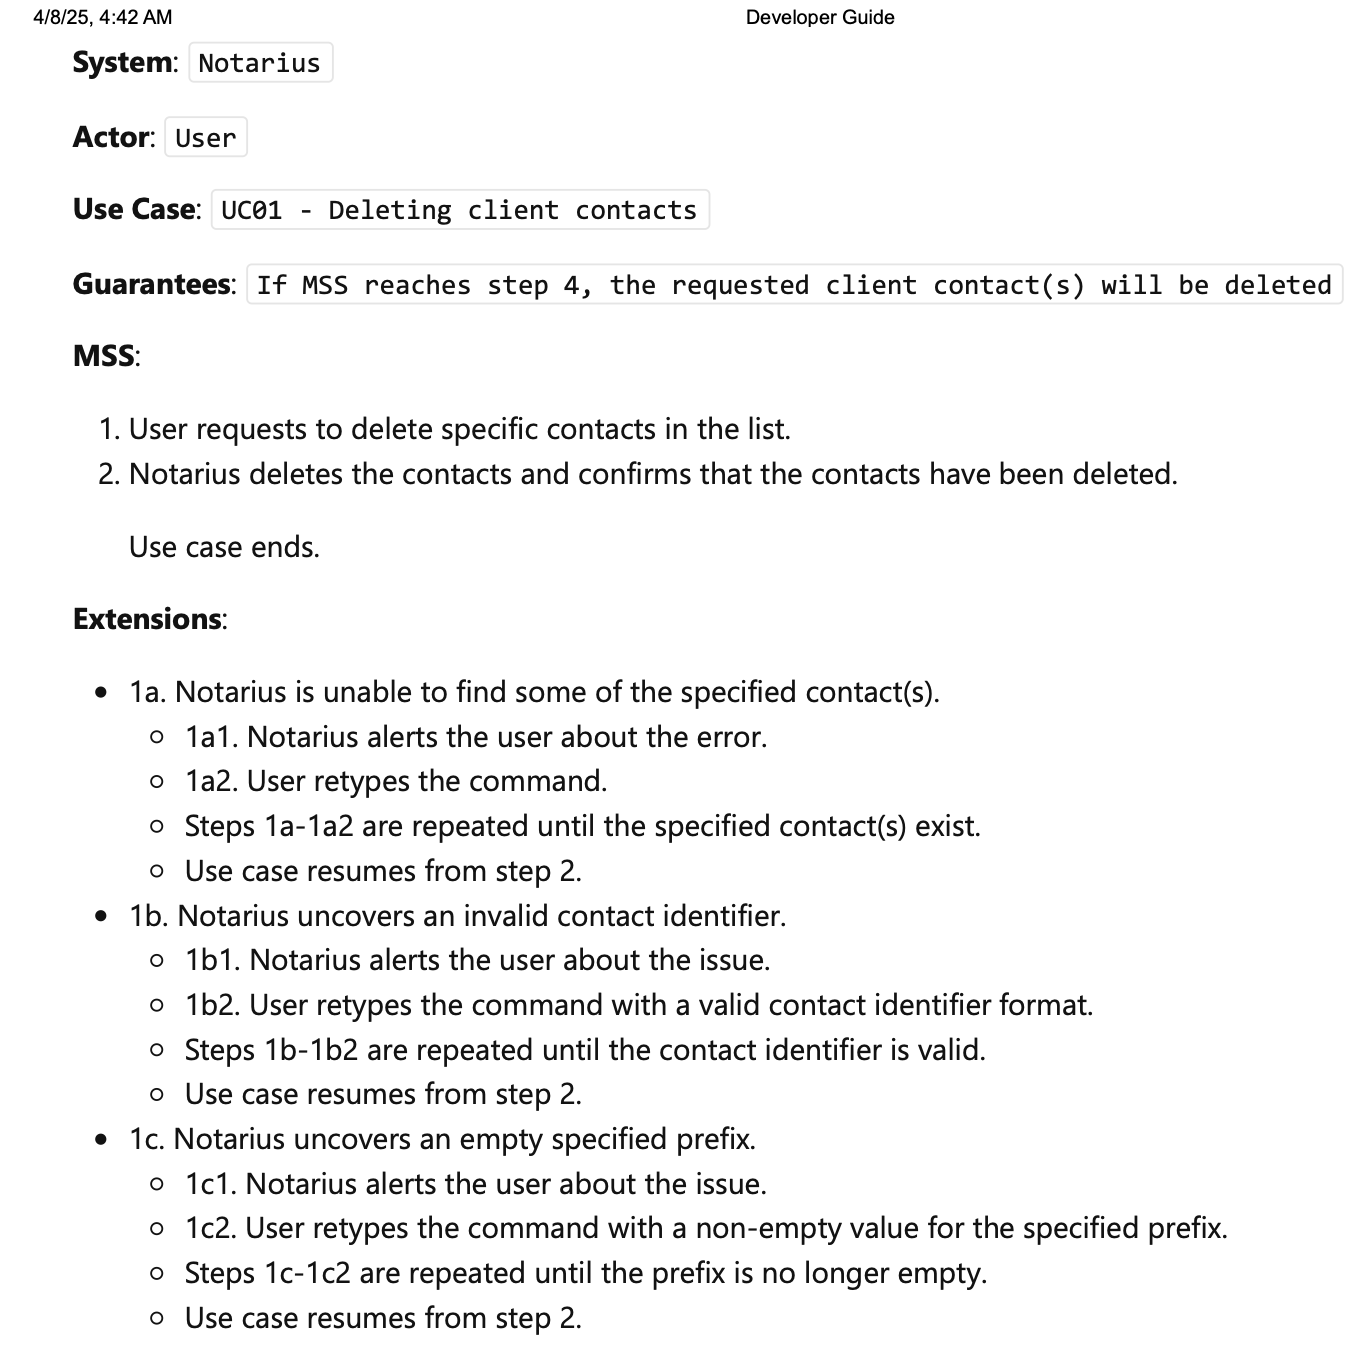 4/8/25, 4:42 AM Developer Guide
System: Notarius
Actor: User
Use Case: UC01 - Deleting client contacts
Guarantees: If MSS reaches step 4, the requested client contact(s) will be deleted
MSS:
1. User requests to delete specific contacts in the list.
2. Notarius deletes the contacts and confirms that the contacts have been deleted.
Use case ends.
Extensions:
• 1a. Notarius is unable to find some of the specified contact(s).
○ 1a1. Notarius alerts the user about the error.
○ 1a2. User retypes the command.
○ Steps 1a-1a2 are repeated until the specified contact(s) exist.
○ Use case resumes from step 2.
• 1b. Notarius uncovers an invalid contact identifier.
○ 1b1. Notarius alerts the user about the issue.
○ 1b2. User retypes the command with a valid contact identifier format.
○ Steps 1b-1b2 are repeated until the contact identifier is valid.
○ Use case resumes from step 2.
• 1c. Notarius uncovers an empty specified prefix.
○ 1c1. Notarius alerts the user about the issue.
○ 1c2. User retypes the command with a non-empty value for the specified prefix.
○ Steps 1c-1c2 are repeated until the prefix is no longer empty.
○ Use case resumes from step 2.